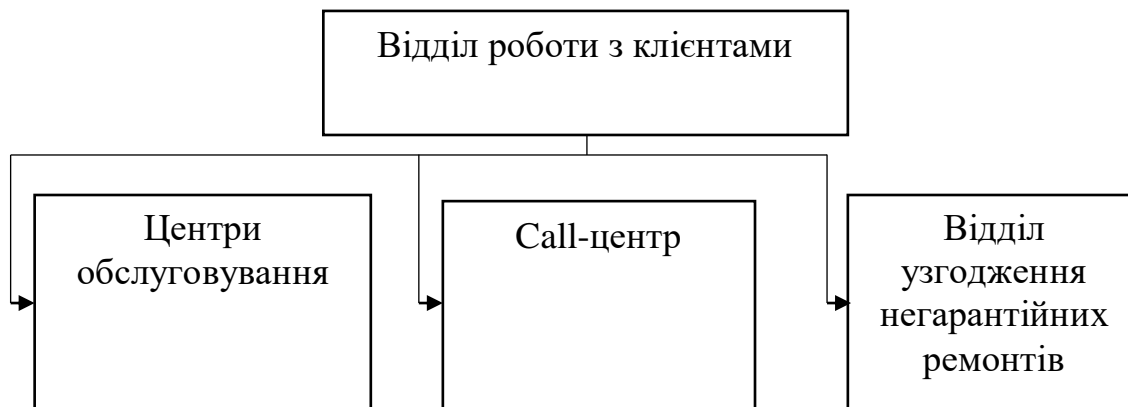 Відділ роботи з клієнтами
Центри
обслуговування
Call-центр
Відділ
узгодження
негарантійних
ремонтів